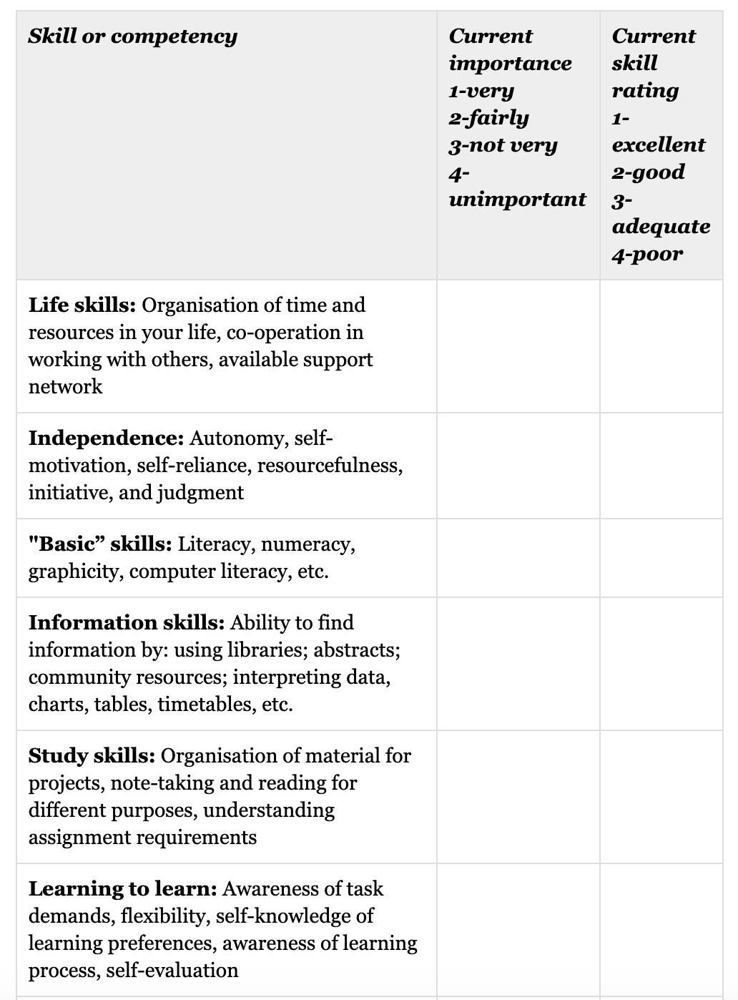 Skill or competency
Current
importance
1-very
2-fairly
3-not very
4-
unimportant
Current
skill
rating
1-
excellent
2-good
3-
adequate
4-poor
Life skills: Organisation of time and
resources in your life, co-operation in
working with others, available support
network
Independence: Autonomy, self-
motivation, self-reliance, resourcefulness,
initiative, and judgment
"Basic” skills: Literacy, numeracy,
graphicity, computer literacy, etc.
Information skills: Ability to find
information by: using libraries; abstracts;
community resources; interpreting data,
charts, tables, timetables, etc.
Study skills: Organisation of material for
projects, note-taking and reading for
different purposes, understanding
assignment requirements
Learning to learn: Awareness of task
demands, flexibility, self-knowledge of
learning preferences, awareness of learning
process, self-evaluation